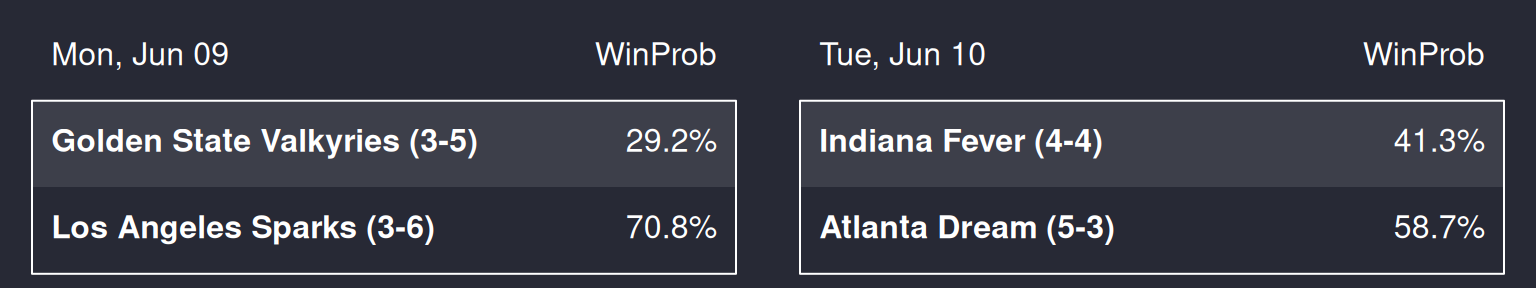 Mon, Jun 09 WinProb
Golden State Valkyries (3-5) 29.2%
Los Angeles Sparks (3-6) 70.8%
Tue, Jun 10 WinProb
Indiana Fever (4-4) 41.3%
Atlanta Dream (5-3) 58.7%